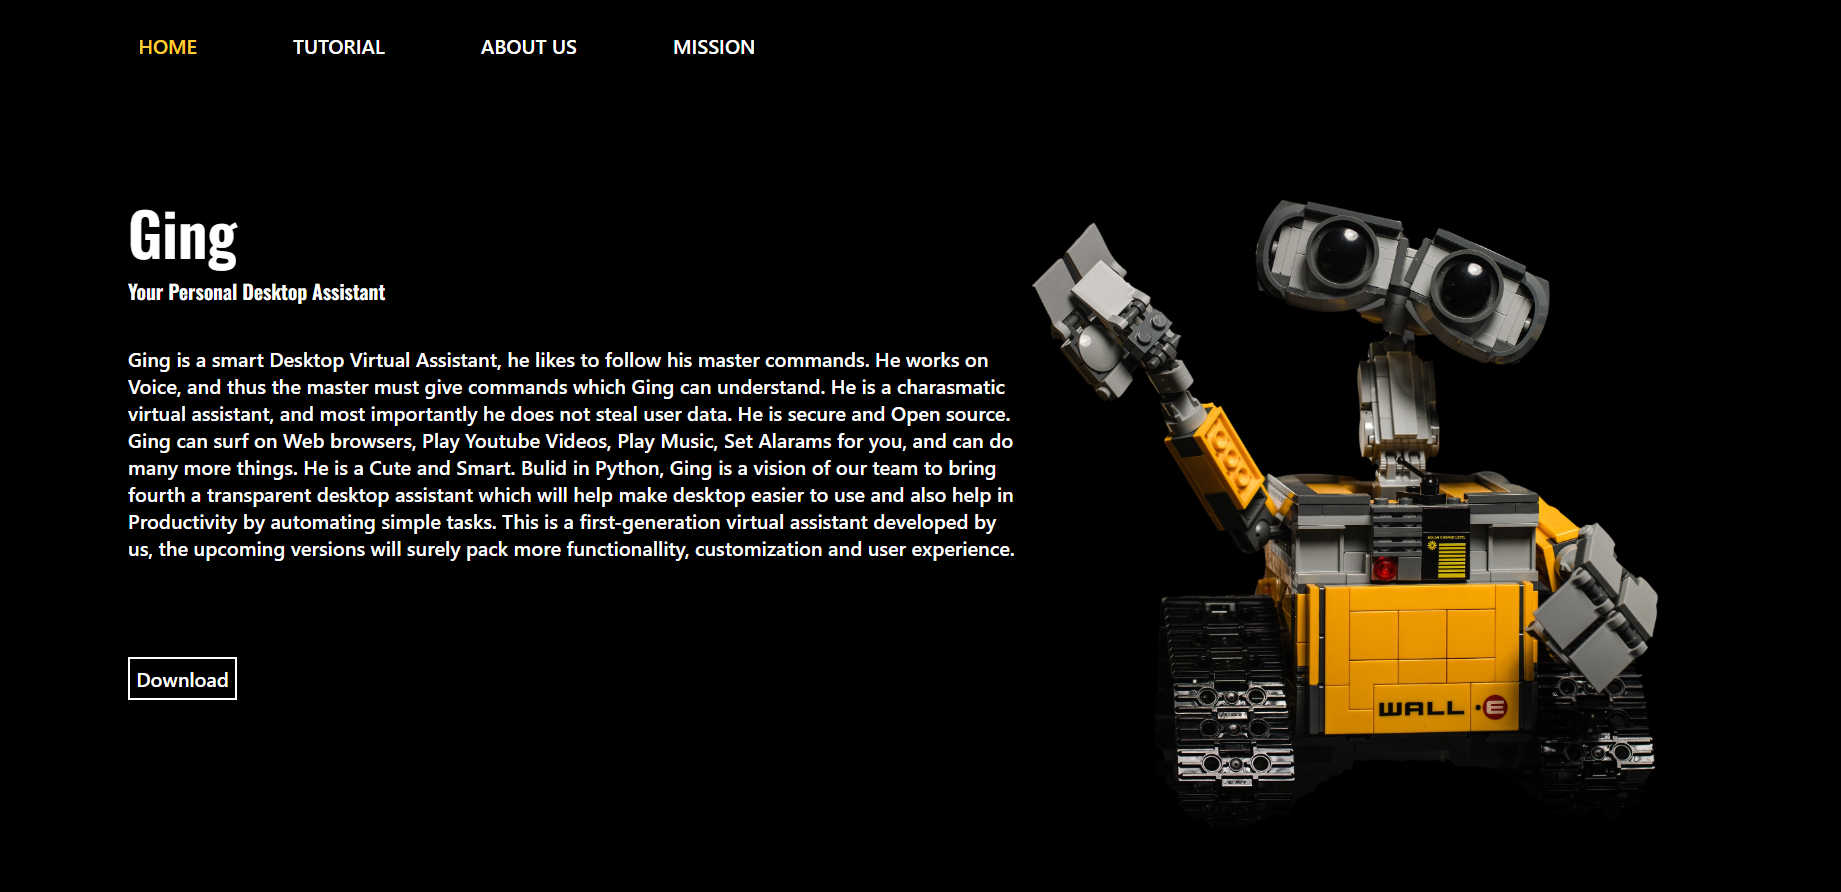 HOME TUTORIAL ABOUT US MISSION
Ging
Your Personal Desktop Assistant
Ging is a smart Desktop Virtual Assistant, he likes to follow his master commands. He works on
Voice, and thus the master must give commands which Ging can understand. He is a charasmatic
virtual assistant, and most importantly he does not steal user data. He is secure and Open source.
Ging can surf on Web browsers, Play Youtube Videos, Play Music, Set Alarams for you, and can do
many more things. He is a Cute and Smart. Bulid in Python, Ging is a vision of our team to bring
fourth a transparent desktop assistant which will help make desktop easier to use and also help in
Productivity by automating simple tasks. This is a first-generation virtual assistant developed by
us, the upcoming versions will surely pack more functionallity, customization and user experience.
Download
SOLAR CHARGE LEVEL
WALL•E